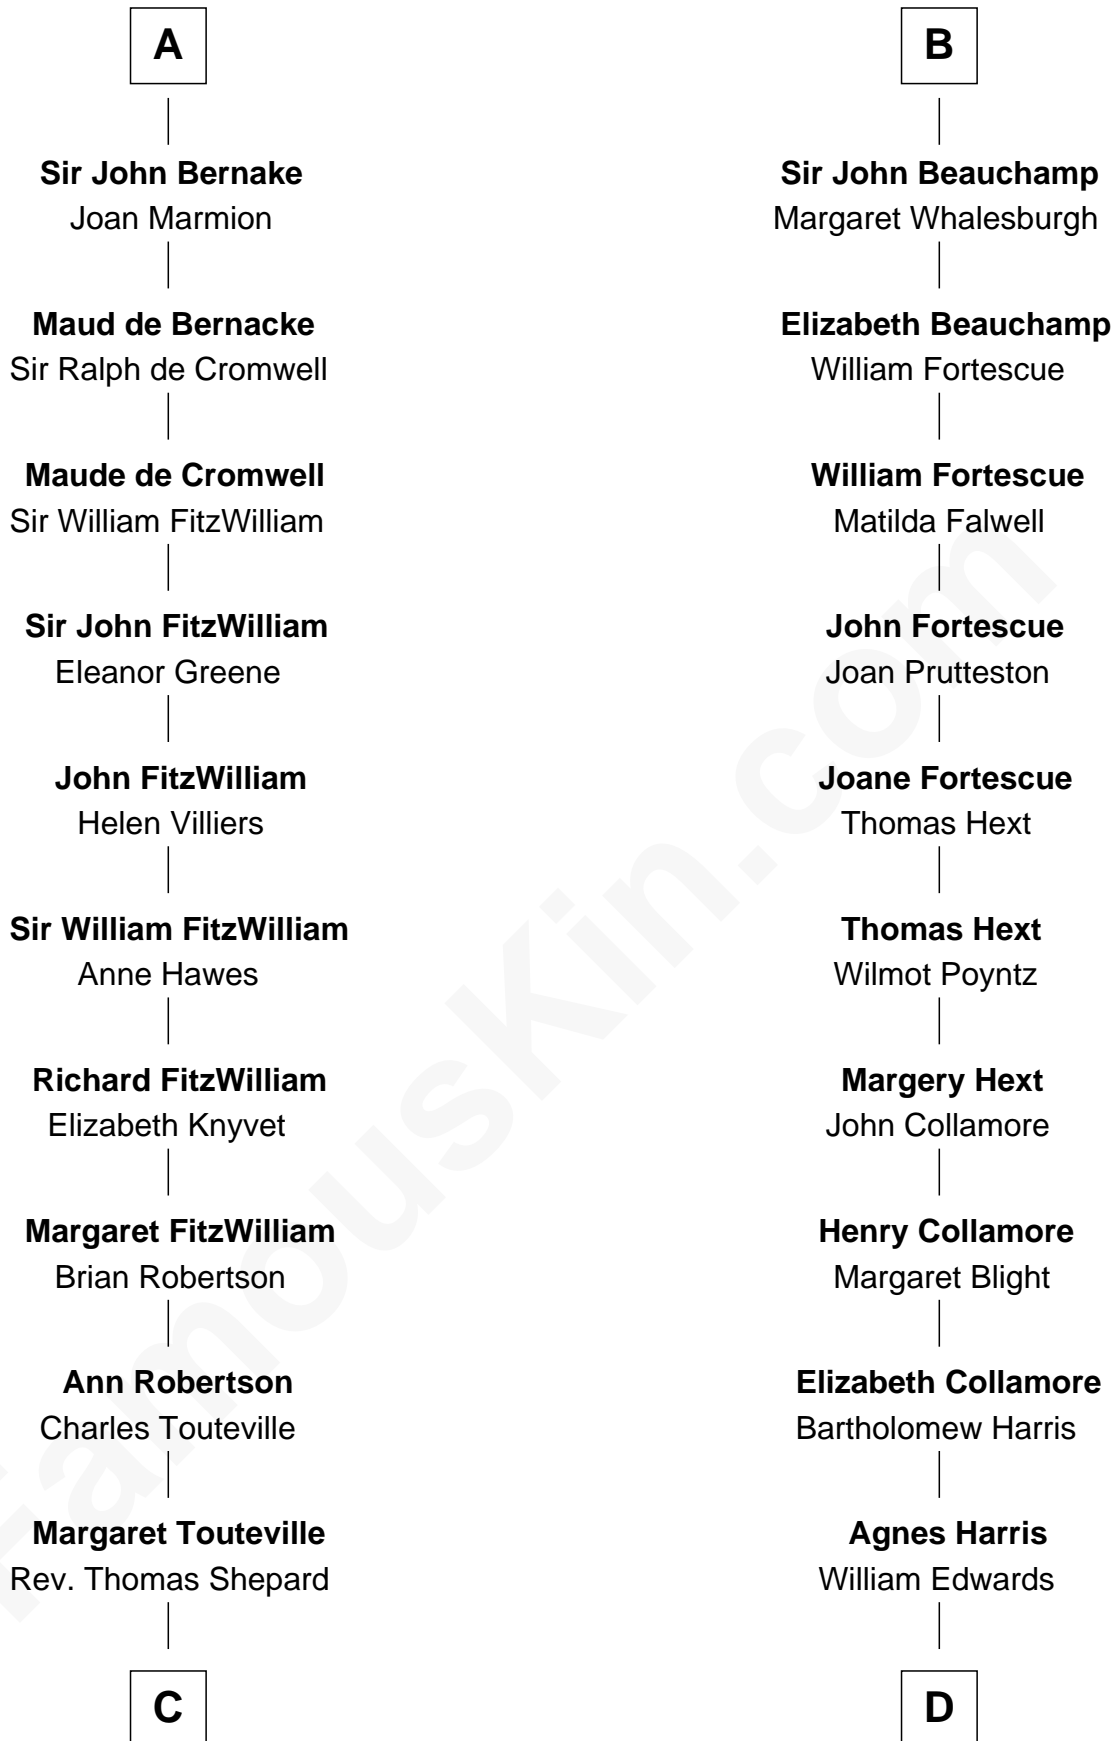 A
Sir John Bernake
Joan Marmion
Maud de Bernacke
Sir Ralph de Cromwell
Maude de Cromwell
Sir William FitzWilliam
Sir John FitzWilliam
Eleanor Greene
John FitzWilliam
Helen Villiers
Sir William FitzWilliam
Anne Hawes
Richard FitzWilliam
Elizabeth Knyvet
Margaret FitzWilliam
Brian Robertson
Ann Robertson
Charles Touteville
Margaret Touteville
Rev. Thomas Shepard
C
B
Sir John Beauchamp
Margaret Whalesburgh
Elizabeth Beauchamp
William Fortescue
William Fortescue
Matilda Falwell
John Fortescue
Joan Prutteston
Joane Fortescue
Thomas Hext
Thomas Hext
Wilmot Poyntz
Margery Hext
John Collamore
Henry Collamore
Margaret Blight
Elizabeth Collamore
Bartholomew Harris
Agnes Harris
William Edwards
D
FamousKin.com